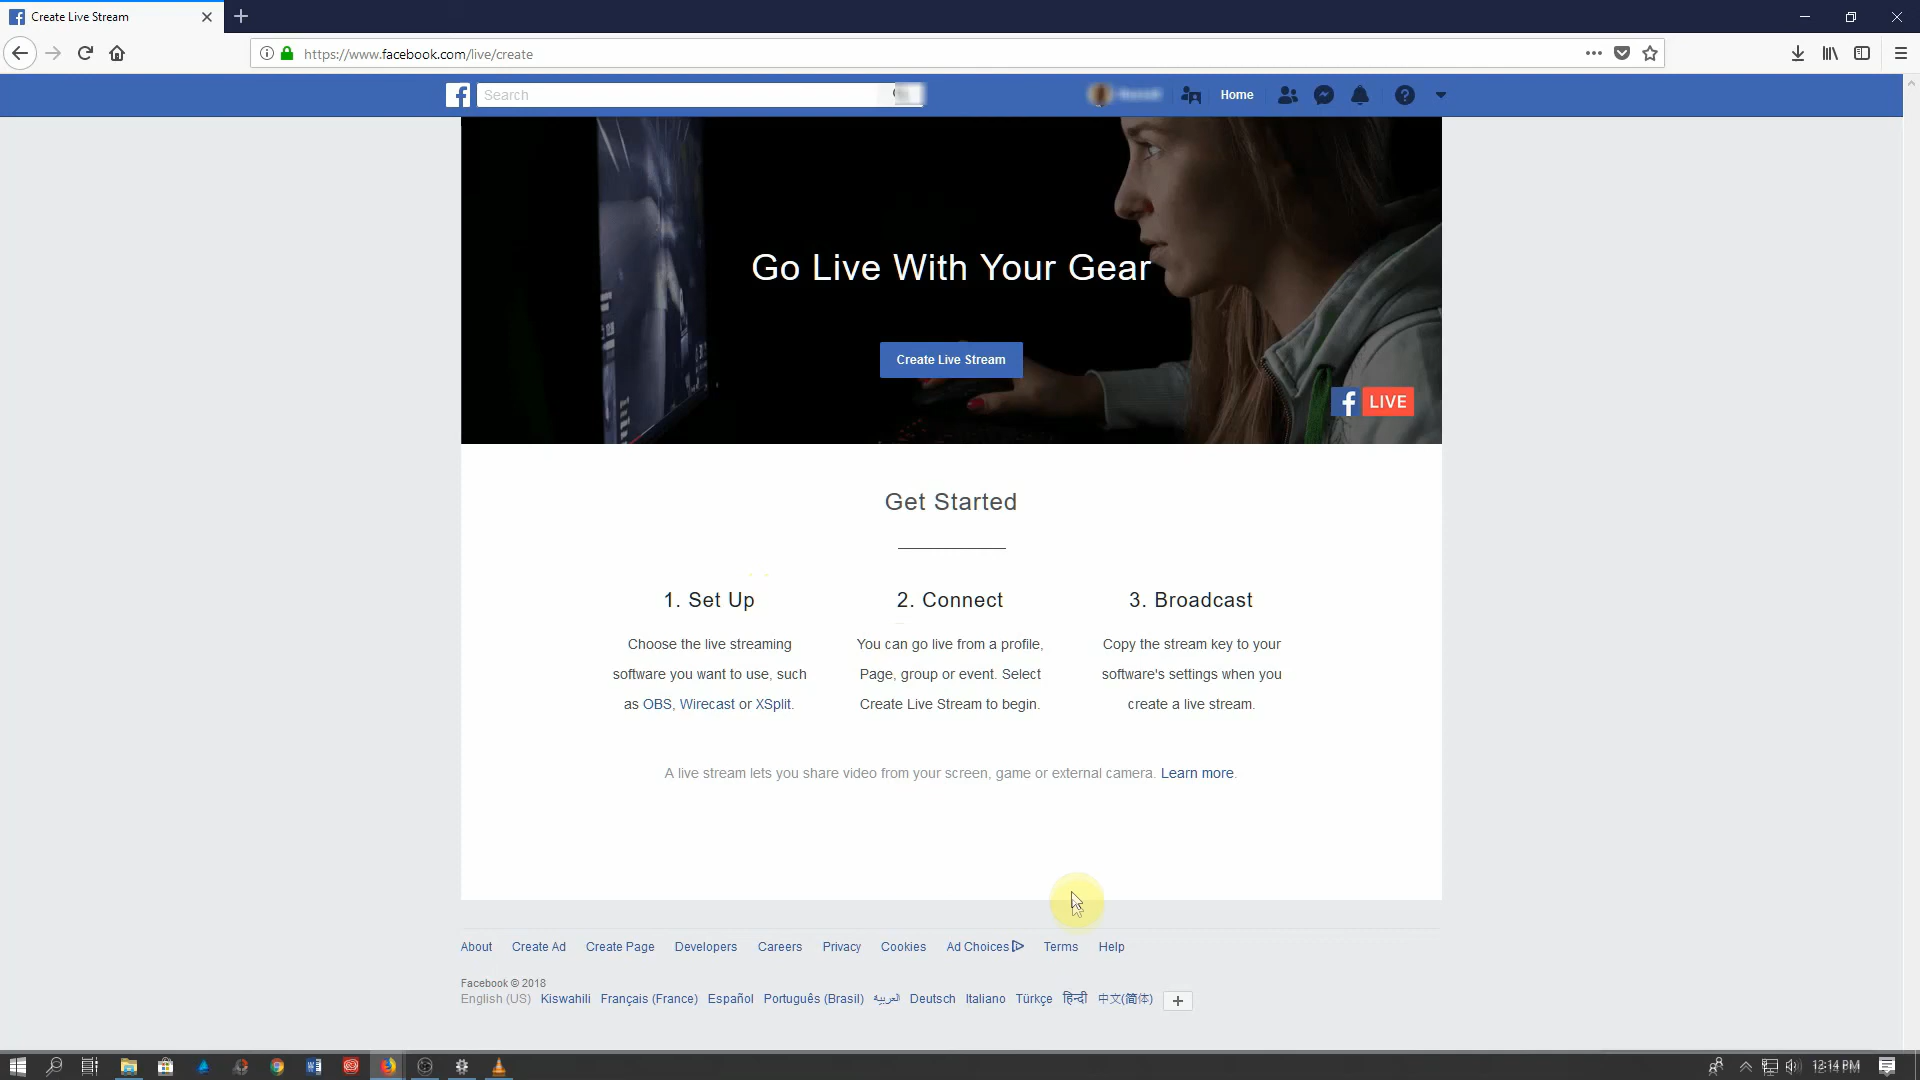 Create Live Stream
https://www.facebook.com/live/create
Search
Home
Go Live With Your Gear
Create Live Stream
LIVE
Get Started
1. Set Up
Choose the live streaming
software you want to use, such
as OBS, Wirecast or XSplit.
2. Connect
You can go live from a profile,
Page, group or event. Select
Create Live Stream to begin.
3. Broadcast
Copy the stream key to your
software's settings when you
create a live stream.
A live stream lets you share video from your screen, game or external camera. Learn more.
About Create Ad Create Page Developers Careers Privacy Cookies Ad Choices Terms Help
Facebook © 2018
English (US) Kiswahili Français (France) Español Português (Brasil) العربية Deutsch Italiano Türkçe हिन्दी 中文(简体)